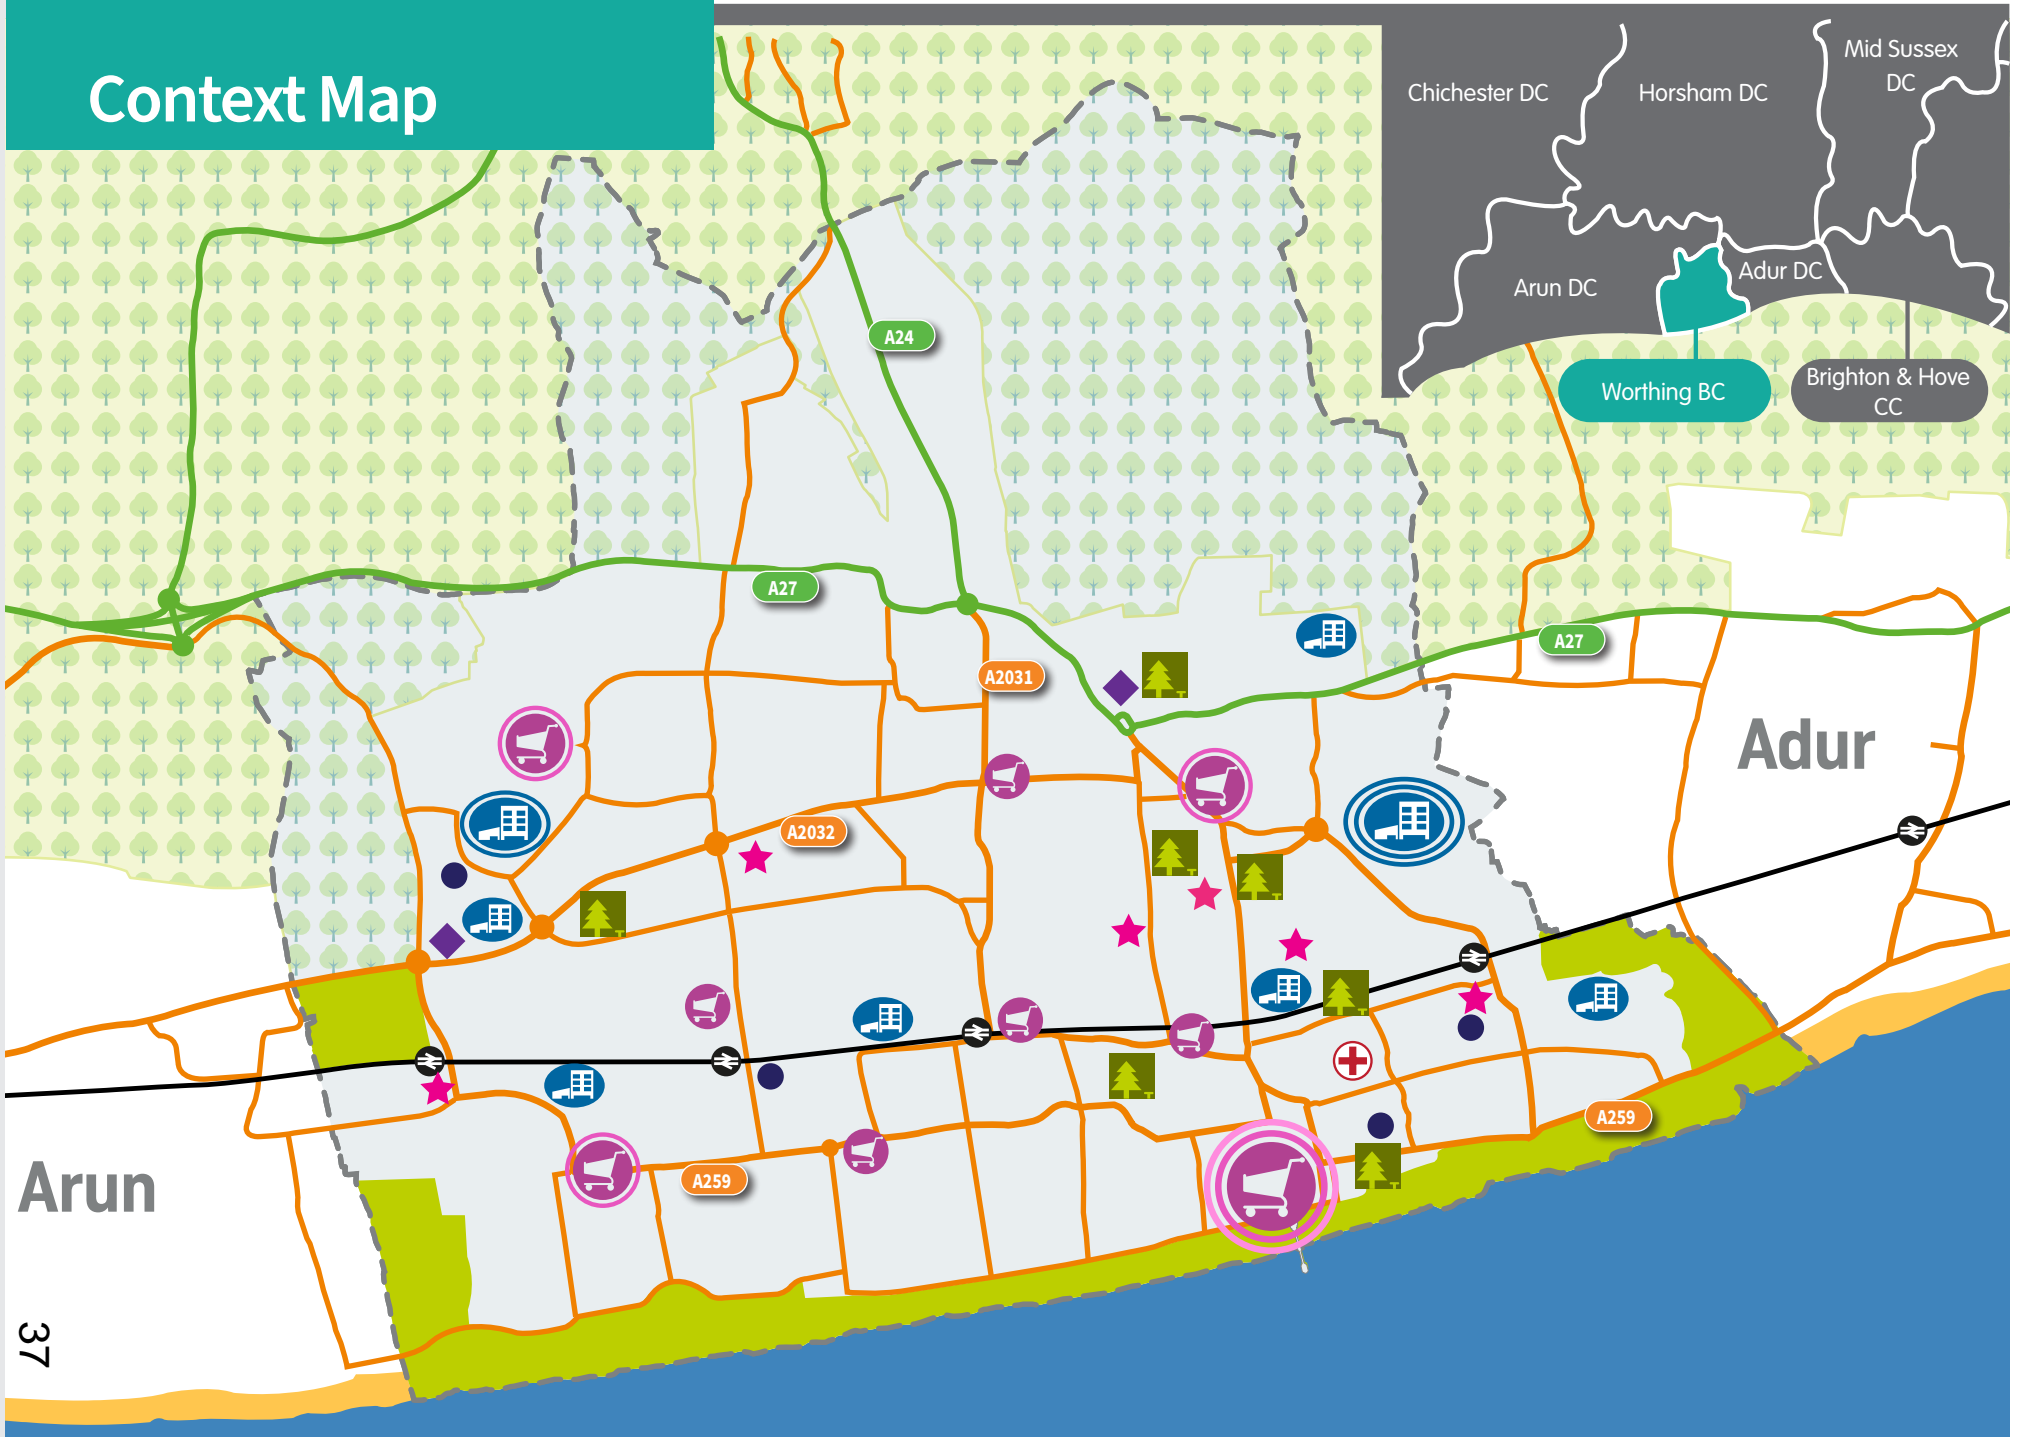 Context Map
Chichester DC
Horsham DC
Mid Sussex
DC
Arun DC
Adur DC
Worthing BC
Brighton & Hove
CC
A24
A27
A27
A2031
Adur
A2032
A259
Arun
A259
37